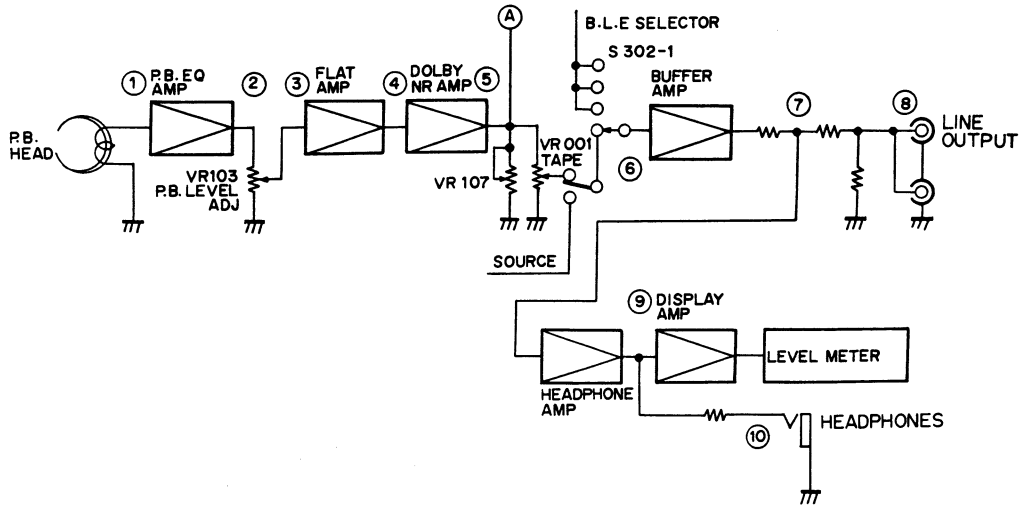 A
B.L.E SELECTOR
S 302-1
1
P.B. EQ
AMP
2
3
FLAT
AMP
4
DOLBY
NR AMP
5
BUFFER
AMP
7
8
LINE
OUTPUT
P.B.
HEAD
VR103
P.B. LEVEL
ADJ
VR 107
VR 001
TAPE
6
SOURCE
9
DISPLAY
AMP
LEVEL METER
HEADPHONE
AMP
10
HEADPHONES